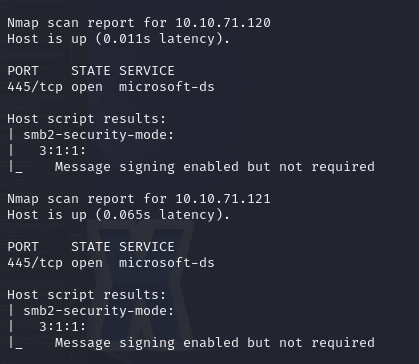 Nmap scan report for 10.10.71.120
Host is up (0.011s latency).
PORT    STATE SERVICE
445/tcp open  microsoft-ds
Host script results:
| smb2-security-mode:
|   3:1:1:
|_    Message signing enabled but not required
Nmap scan report for 10.10.71.121
Host is up (0.065s latency).
PORT    STATE SERVICE
445/tcp open  microsoft-ds
Host script results:
| smb2-security-mode:
|   3:1:1:
|_    Message signing enabled but not required